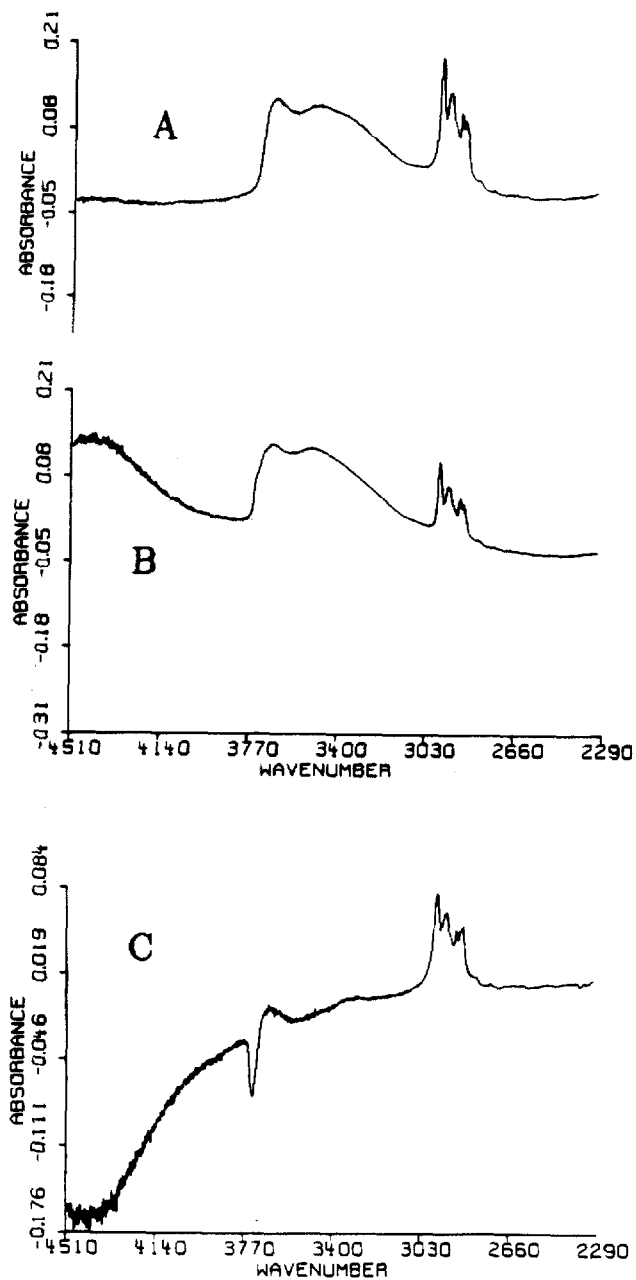 0.21
0.08
-0.05
-0.18
ABSORBANCE
A
0.21
0.08
-0.05
-0.18
-0.31
ABSORBANCE
B
4510 4140 3770 3400 3030 2660 2290
WAVENUMBER
0.084
0.019
-0.046
-0.111
-0.176
ABSORBANCE
C
4510 4140 3770 3400 3030 2660 2290
WAVENUMBER